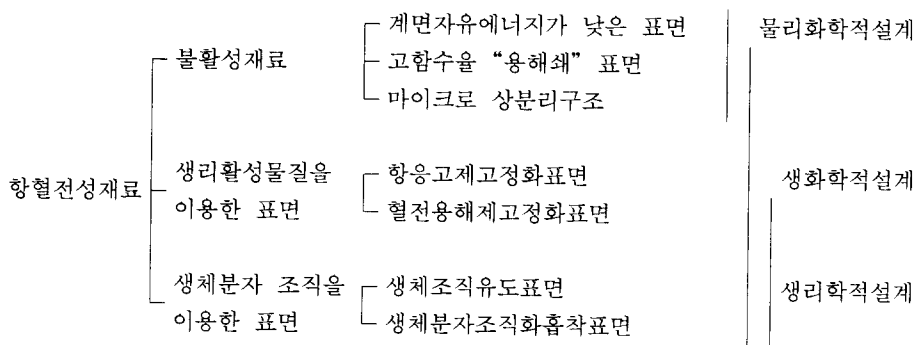 계면자유에너지가 낮은 표면 물리화학적설계
불활성재료 고함수율 “용해쇄” 표면
마이크로 상분리구조
생리활성물질을 항응고제고정화표면 생화학적설계
항혈전성재료
이용한 표면 혈전용해제고정화표면
생체분자 조직을 생체조직유도표면 생리학적설계
이용한 표면 생체분자조직화흡착표면